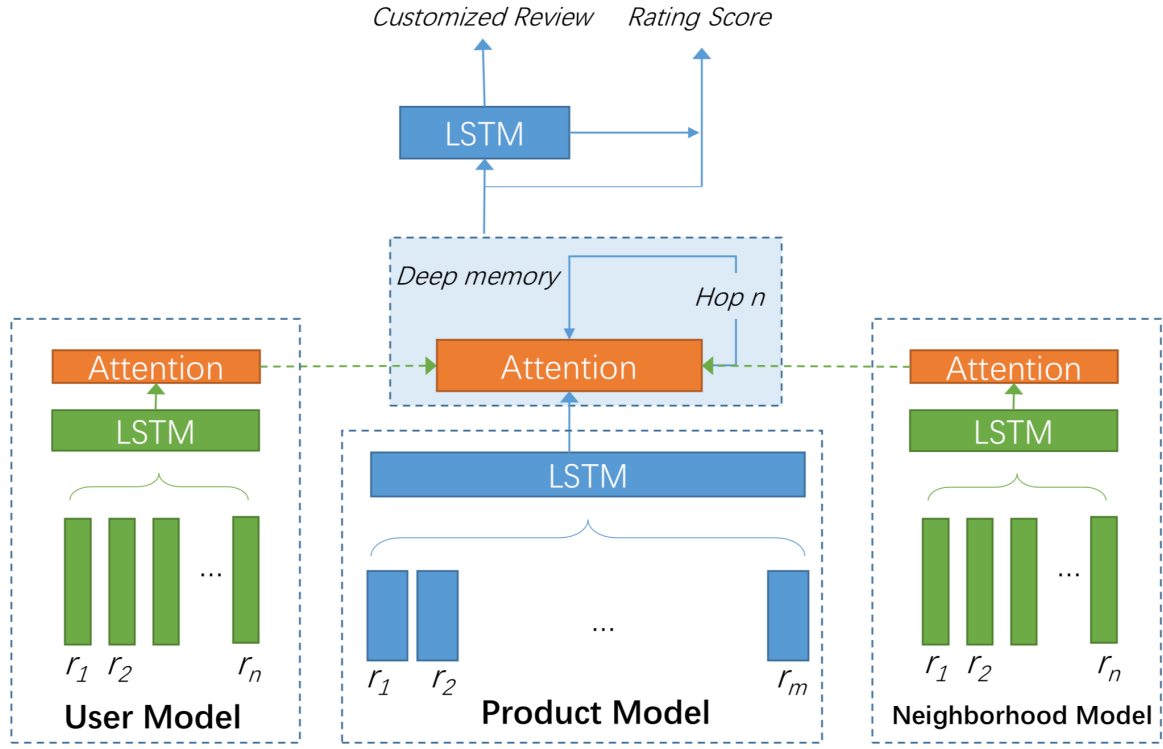 Customized Review Rating Score
LSTM
Deep memory
Hop n
Attention
Attention
LSTM
...
r1 r2 rn
User Model
LSTM
...
r1 r2 rm
Product Model
Attention
LSTM
...
r1 r2 rn
Neighborhood Model